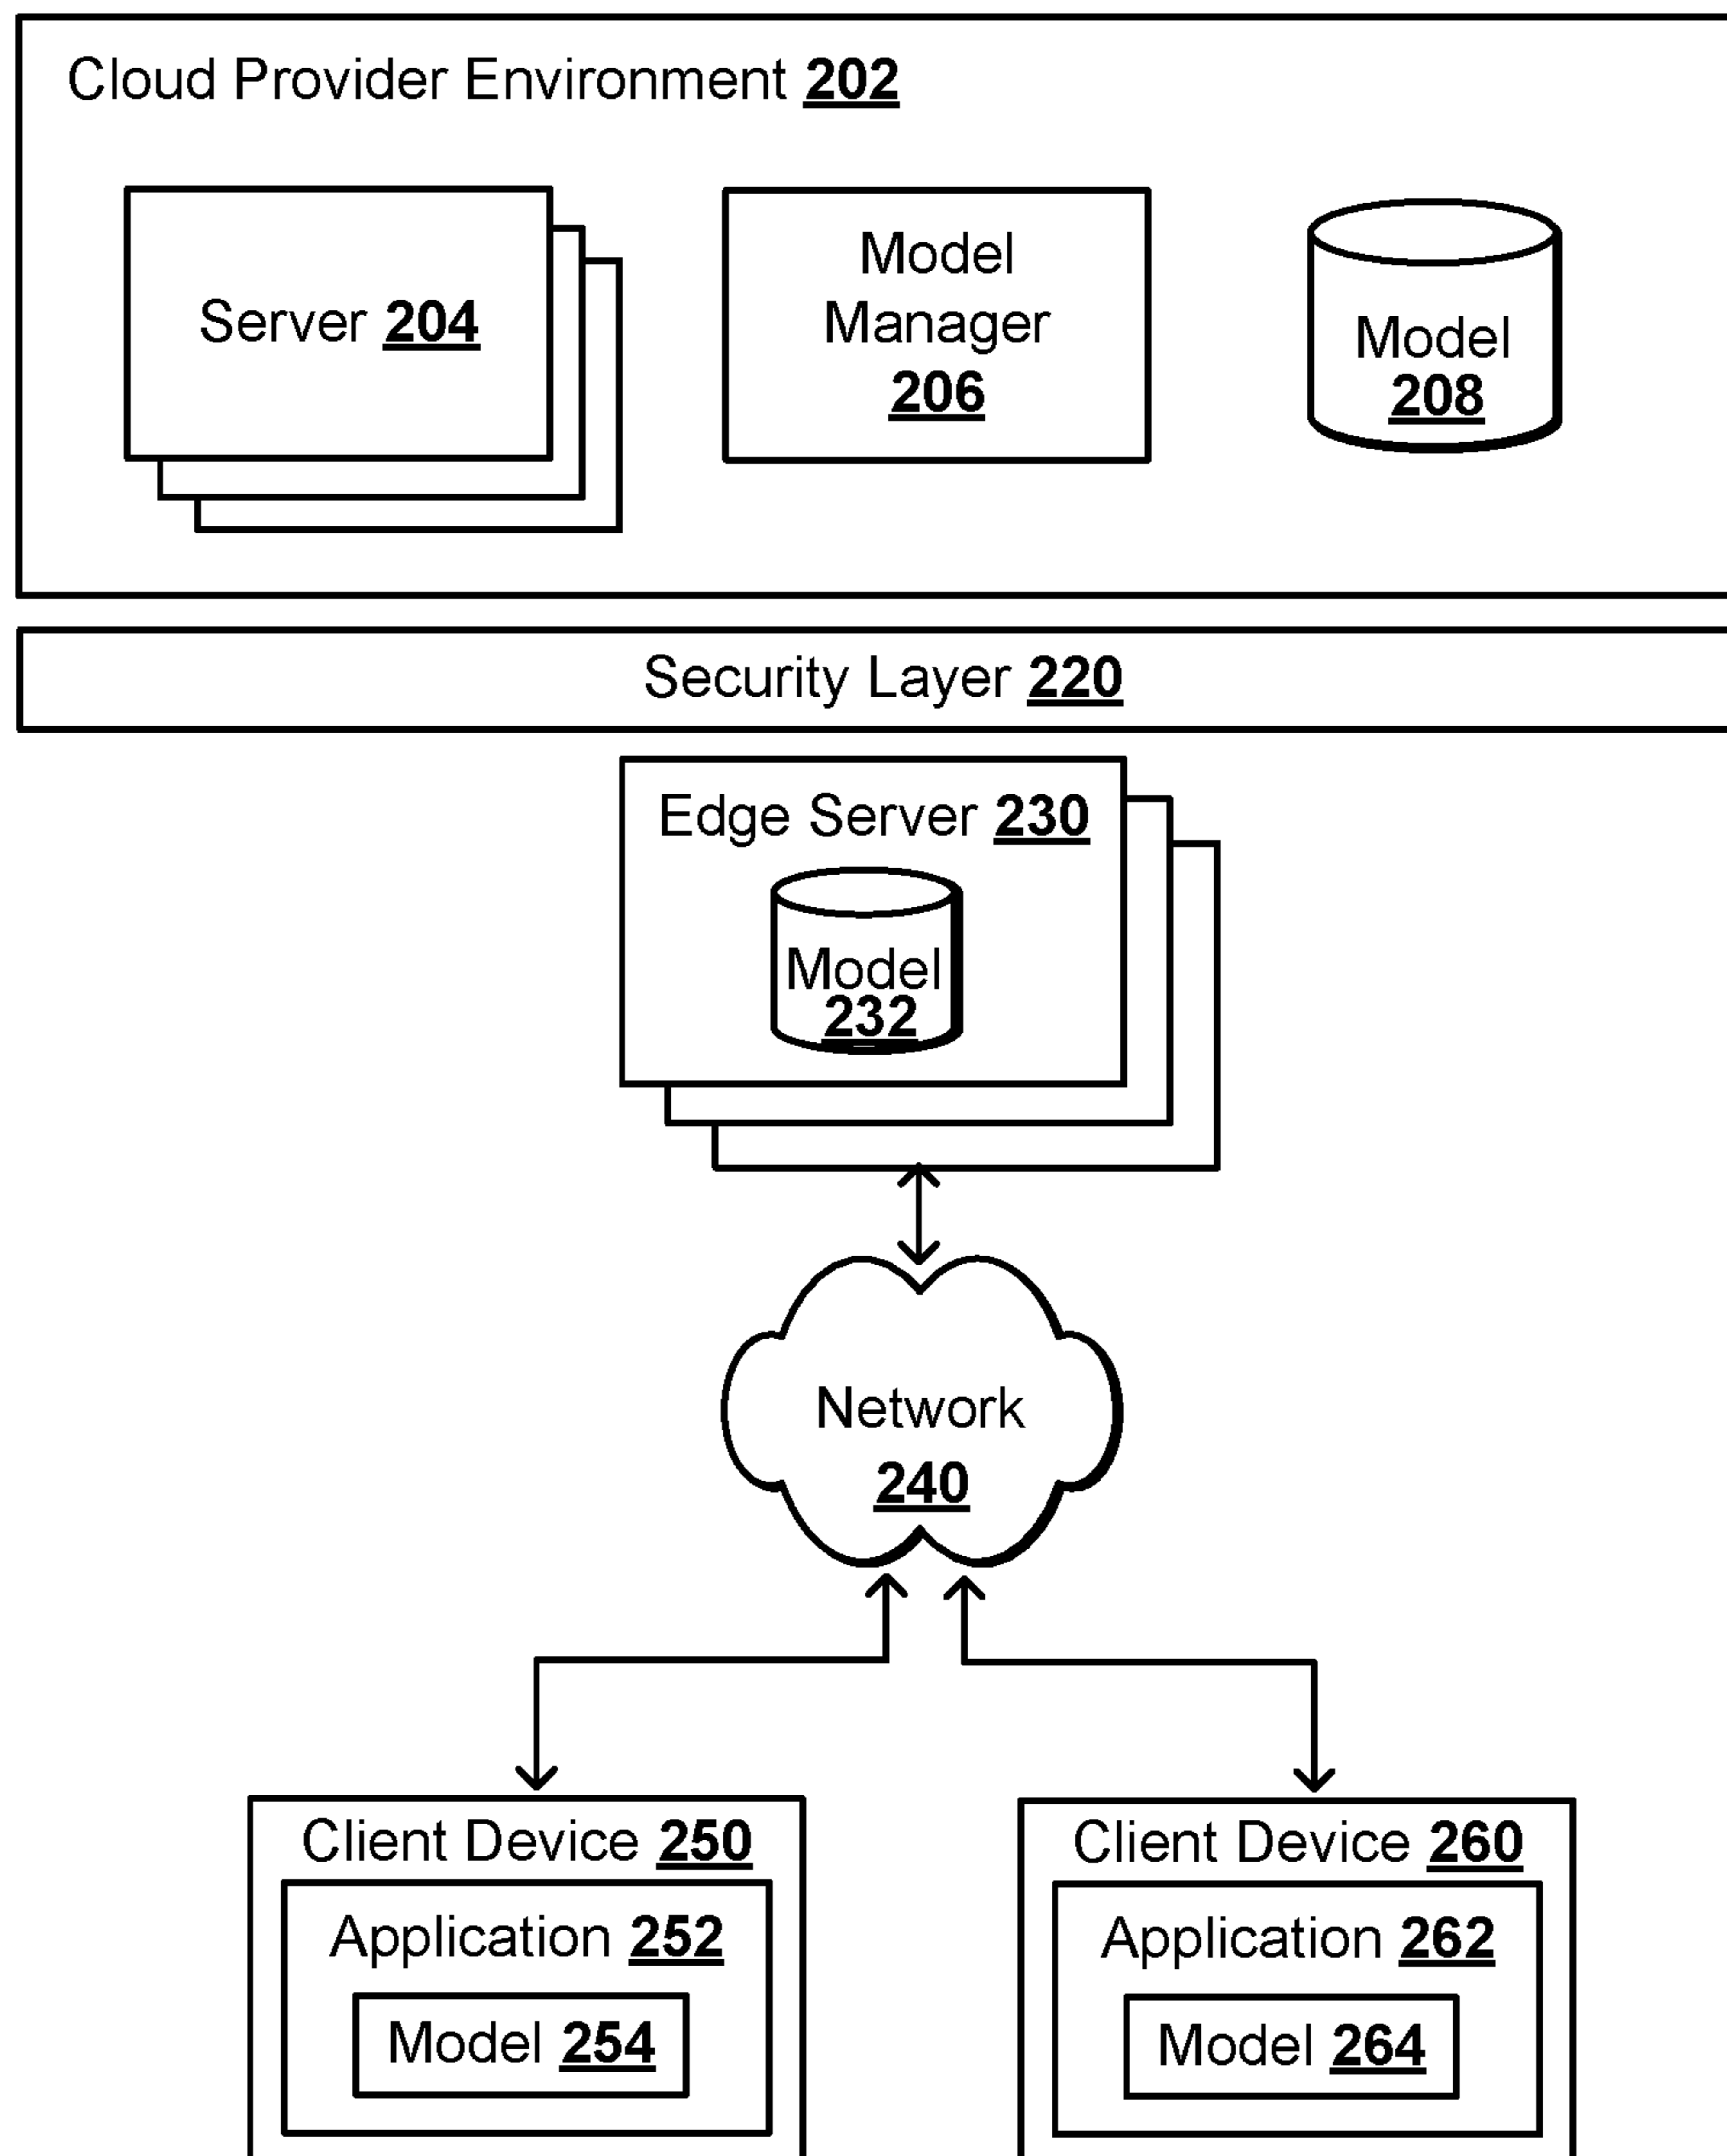 Cloud Provider Environment 202
Server 204
Model
Manager
206
Model
208
Security Layer 220
Edge Server 230
Model
232
Network
240
Client Device 250
Application 252
Model 254
Client Device 260
Application 262
Model 264